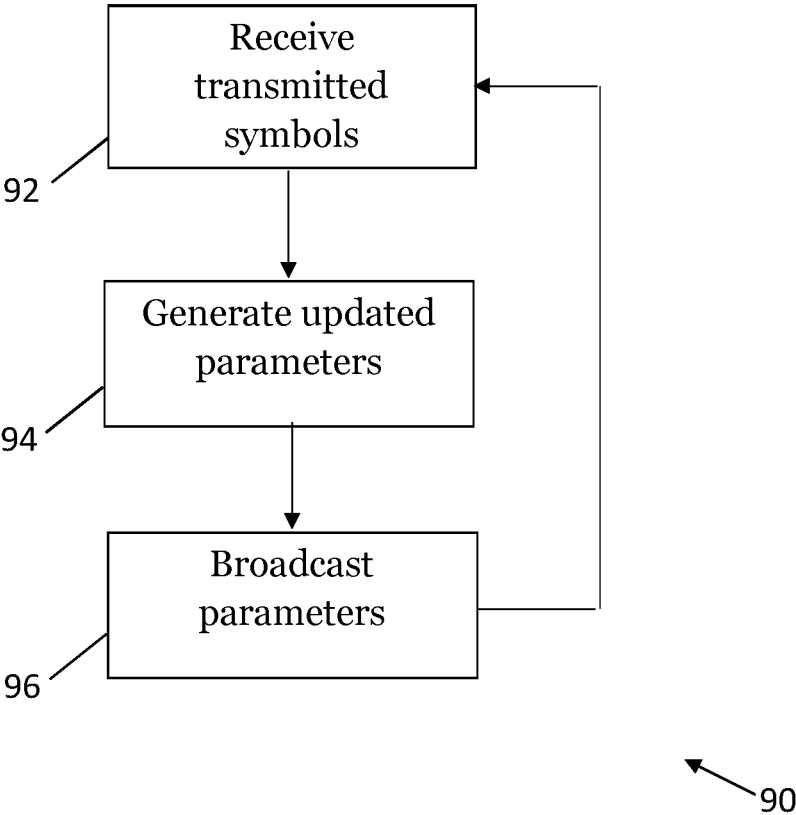 Receive
transmitted
symbols
92
Generate updated
parameters
94
Broadcast
parameters
96
90